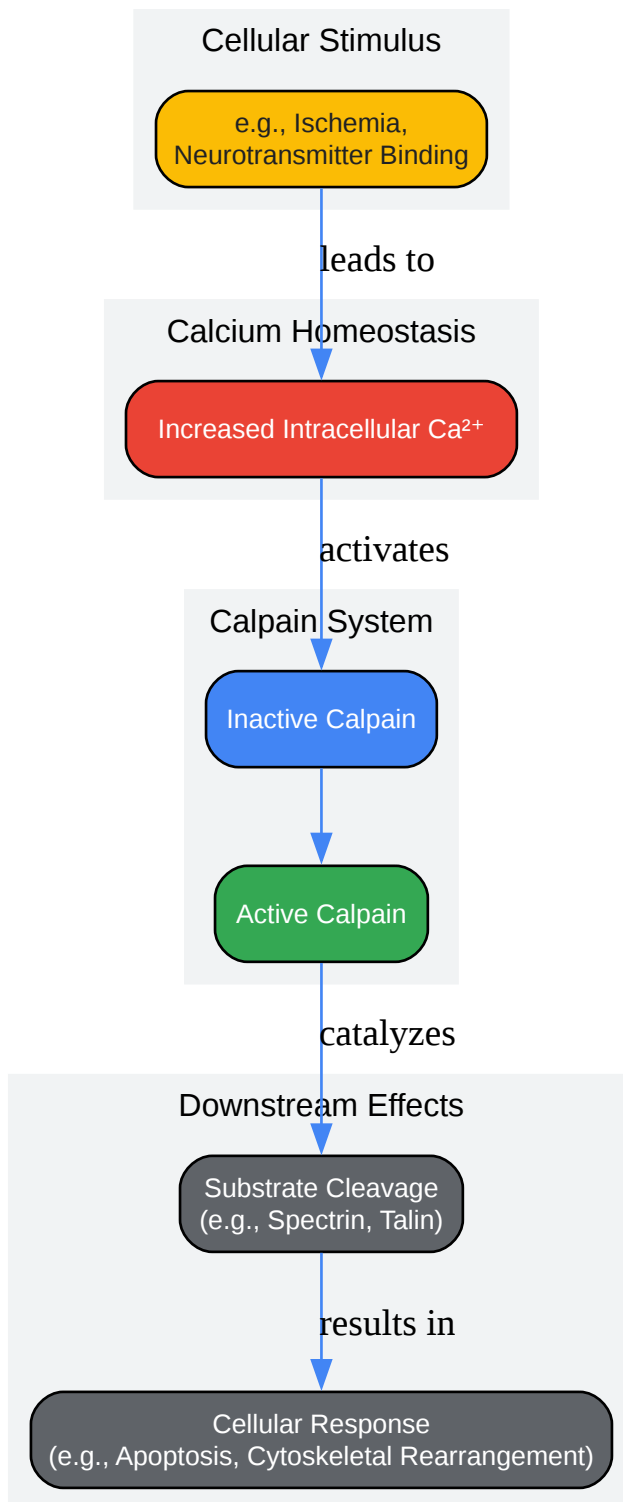 Cellular Stimulus
e.g., Ischemia,
Neurotransmitter Binding
leads to
Calcium Homeostasis
Increased Intracellular Ca²⁺
activates
Calpain System
Inactive Calpain
Active Calpain
catalyzes
Downstream Effects
Substrate Cleavage
(e.g., Spectrin, Talin)
results in
Cellular Response
(e.g., Apoptosis, Cytoskeletal Rearrangement)